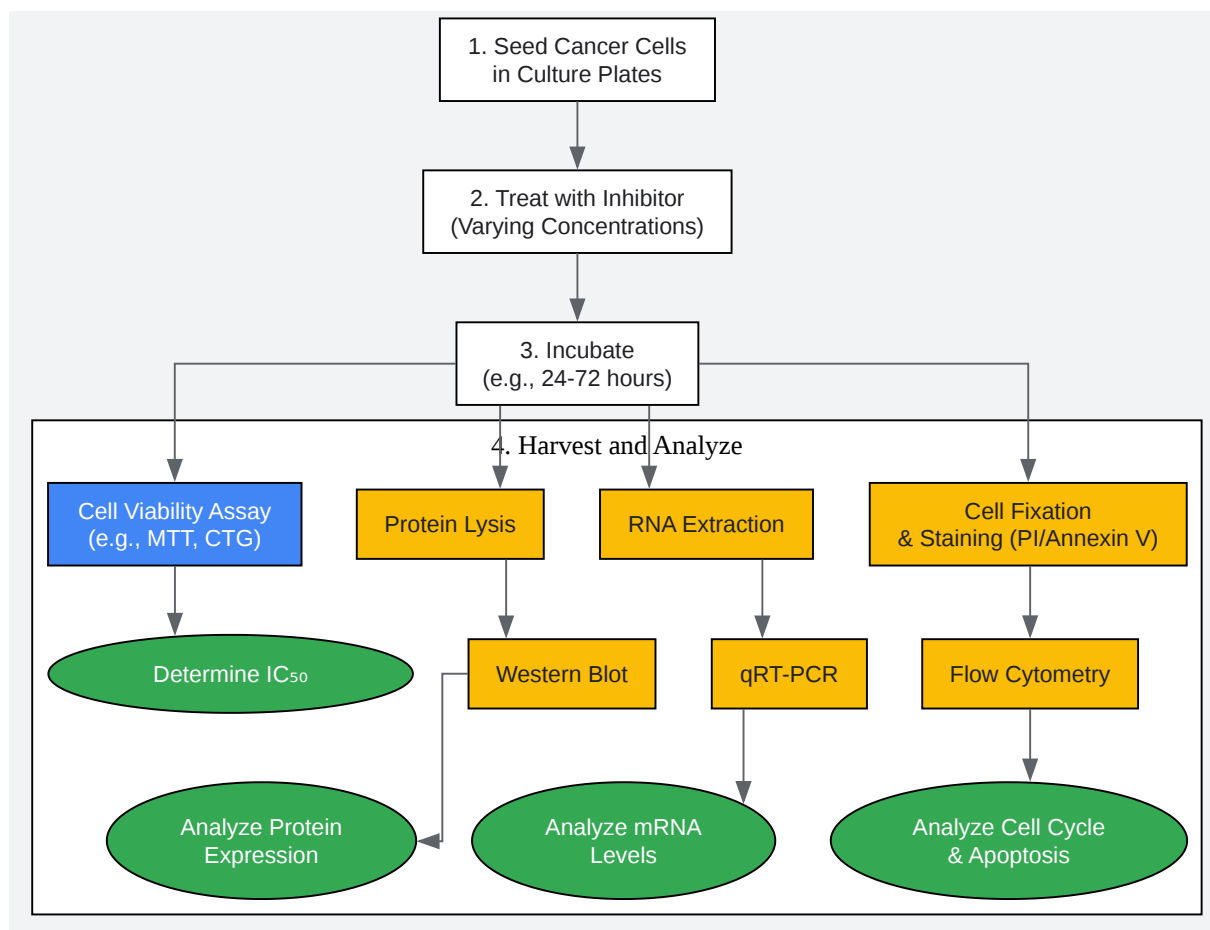 1. Seed Cancer Cells
in Culture Plates
2. Treat with Inhibitor
(Varying Concentrations)
3. Incubate
(e.g., 24-72 hours)
4. Harvest and Analyze
Cell Viability Assay
(e.g., MTT, CTG)
Protein Lysis
RNA Extraction
Cell Fixation
& Staining (PI/Annexin V)
Determine IC₅₀
Western Blot
qRT-PCR
Flow Cytometry
Analyze Protein
Expression
Analyze mRNA
Levels
Analyze Cell Cycle
& Apoptosis